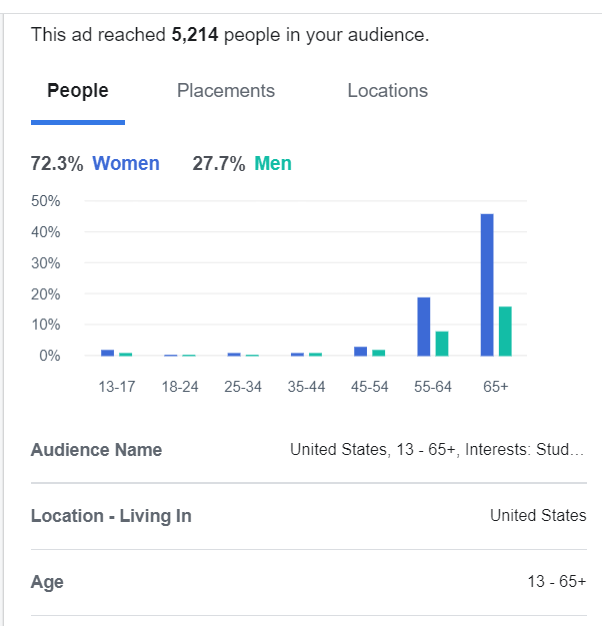 This ad reached 5,214 people in your audience.
People Placements Locations
72.3% Women 27.7% Men
50%
40%
30%
20%
10%
0%
13-17 18-24 25-34 35-44 45-54 55-64 65+
Audience Name United States, 13 - 65+, Interests: Stud...
Location - Living In United States
Age 13 - 65+